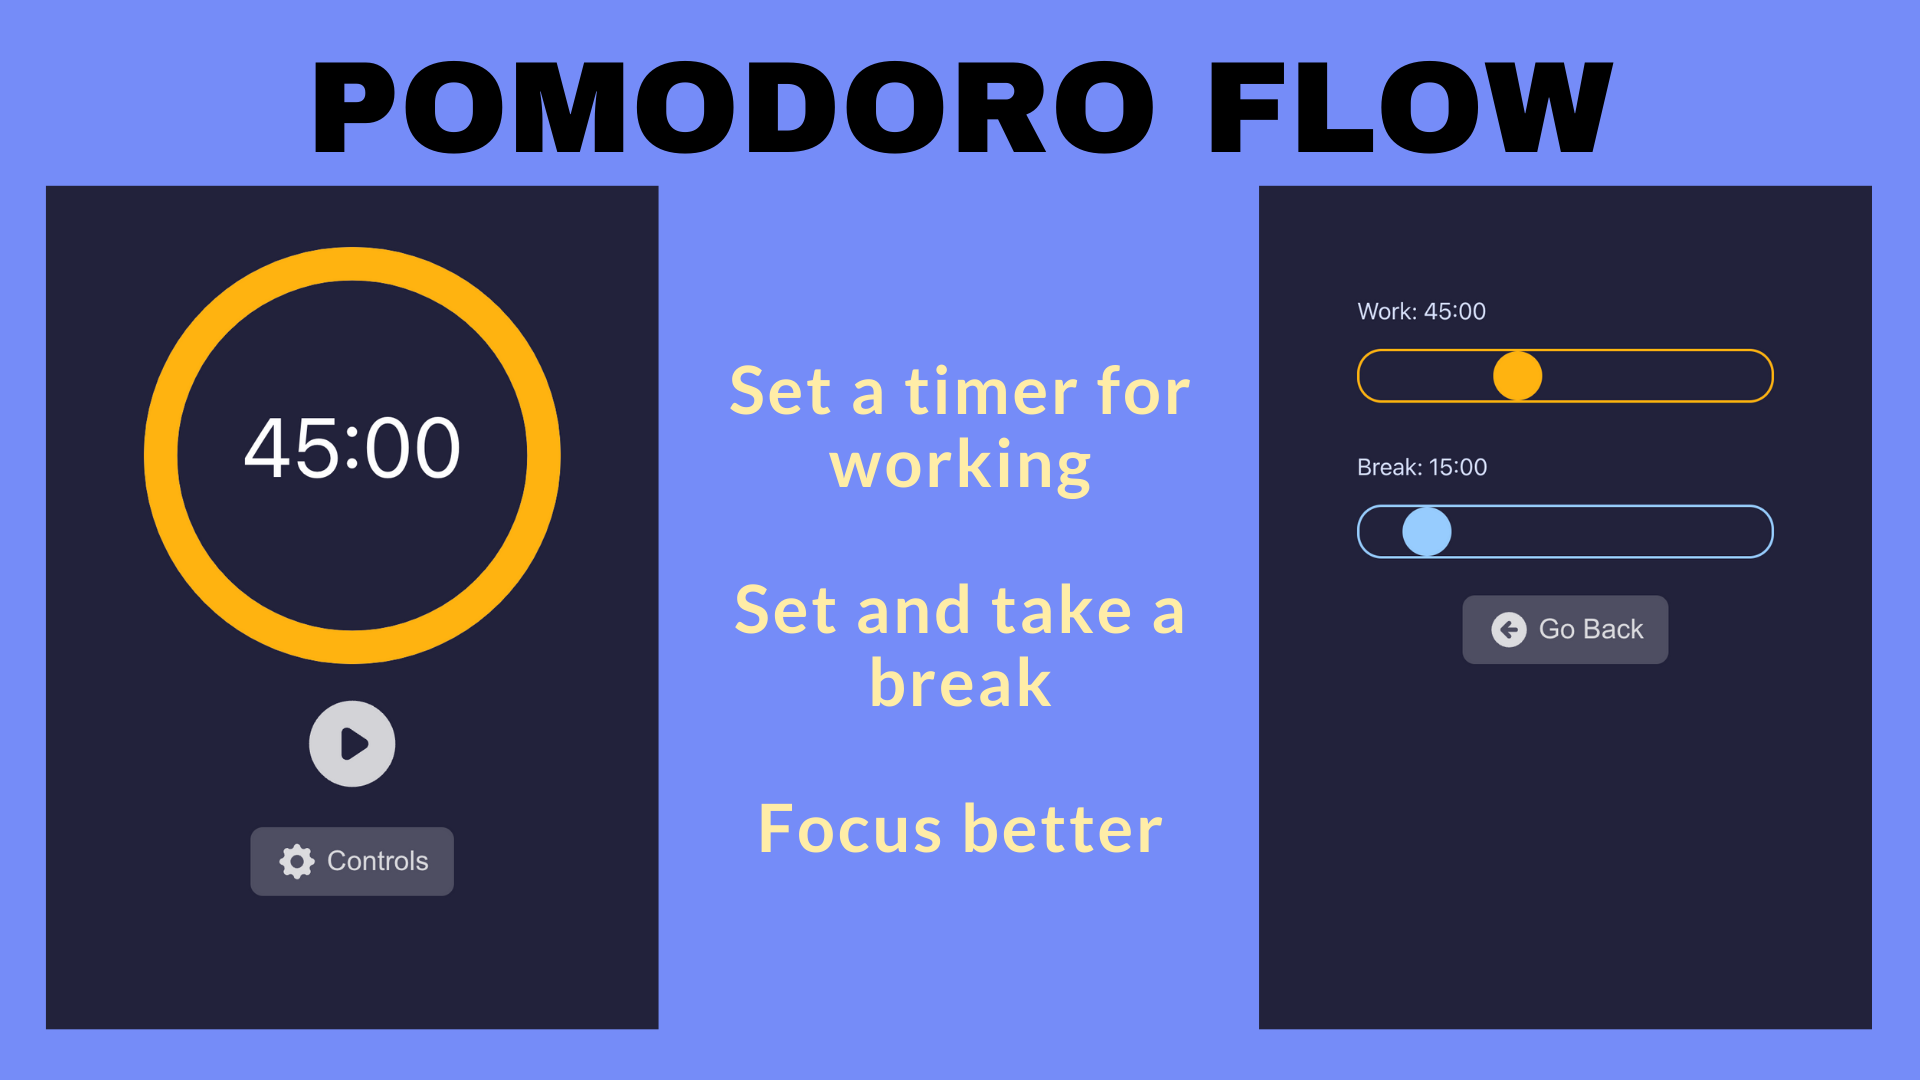 POMODORO FLOW
45:00
Controls
Set a timer for
working
Set and take a
break
Focus better
Work: 45:00
Break: 15:00
Go Back